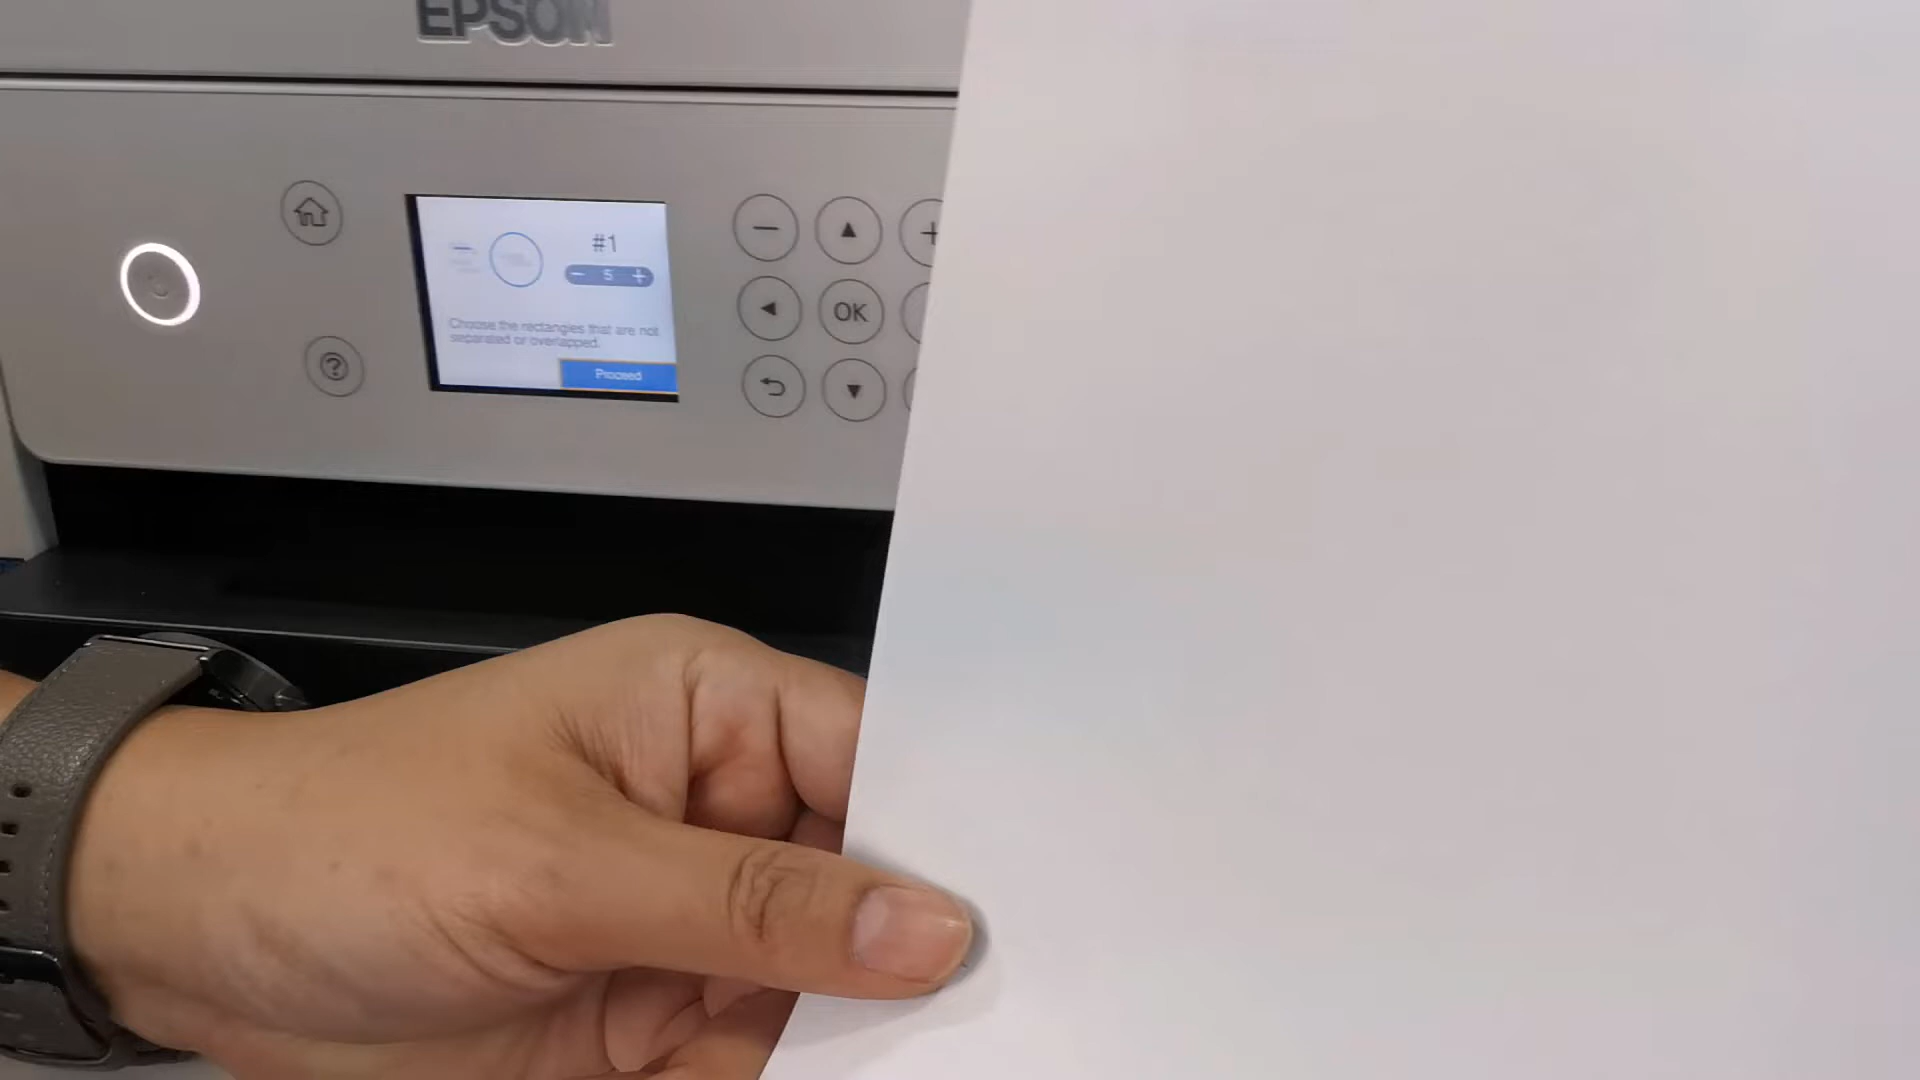 EPSON
#1
− 5 +
Choose the rectangles that are not
separated or overlapped.
Proceed
OK